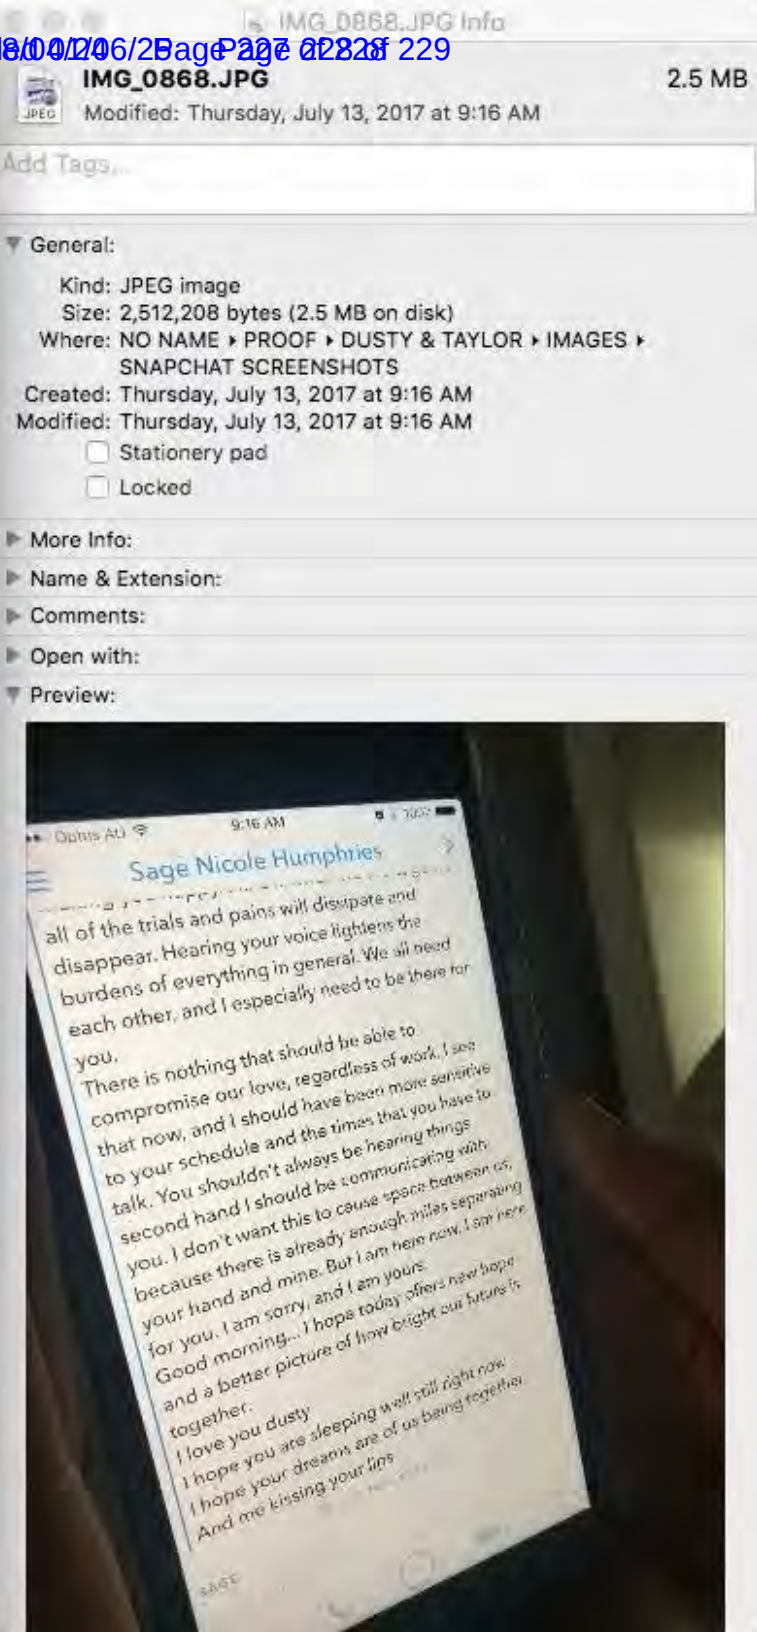 IMG_0868.JPG Info
Page 227 of 229
IMG_0868.JPG
2.5 MB
JPEG
Modified: Thursday, July 13, 2017 at 9:16 AM
Add Tags...
General:
Kind: JPEG image
Size: 2,512,208 bytes (2.5 MB on disk)
Where: NO NAME ▸ PROOF ▸ DUSTY & TAYLOR ▸ IMAGES ▸
SNAPCHAT SCREENSHOTS
Created: Thursday, July 13, 2017 at 9:16 AM
Modified: Thursday, July 13, 2017 at 9:16 AM
Stationery pad
Locked
More Info:
Name & Extension:
Comments:
Open with:
Preview:
Optus AU
9:16 AM
Sage Nicole Humphries
all of the trials and pains will dissipate and
disappear. Hearing your voice lightens the
burdens of everything in general. We all need
each other, and I especially need to be there for
you.
There is nothing that should be able to
compromise our love, regardless of work. I see
that now, and I should have been more sensitive
to your schedule and the times that you have to
talk. You shouldn't always be hearing things
second hand I should be communicating with
you. I don't want this to cause space between us,
because there is already enough miles separating
your hand and mine. But I am here now. I am here
for you. I am sorry, and I am yours.
Good morning... I hope today offers new hope
and a better picture of how bright our future is
together.
I love you dusty
I hope you are sleeping well still right now
I hope your dreams are of us being together
And me kissing your lips
SAGE